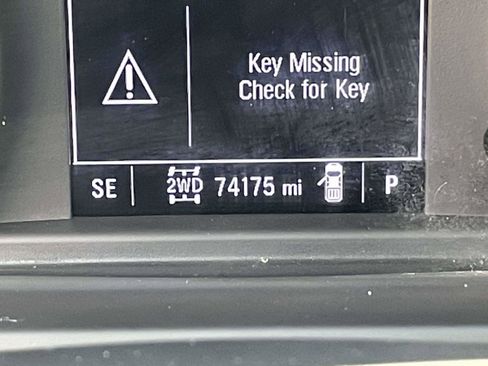 Key Missing
Check for Key
SE 2WD 74175 mi P